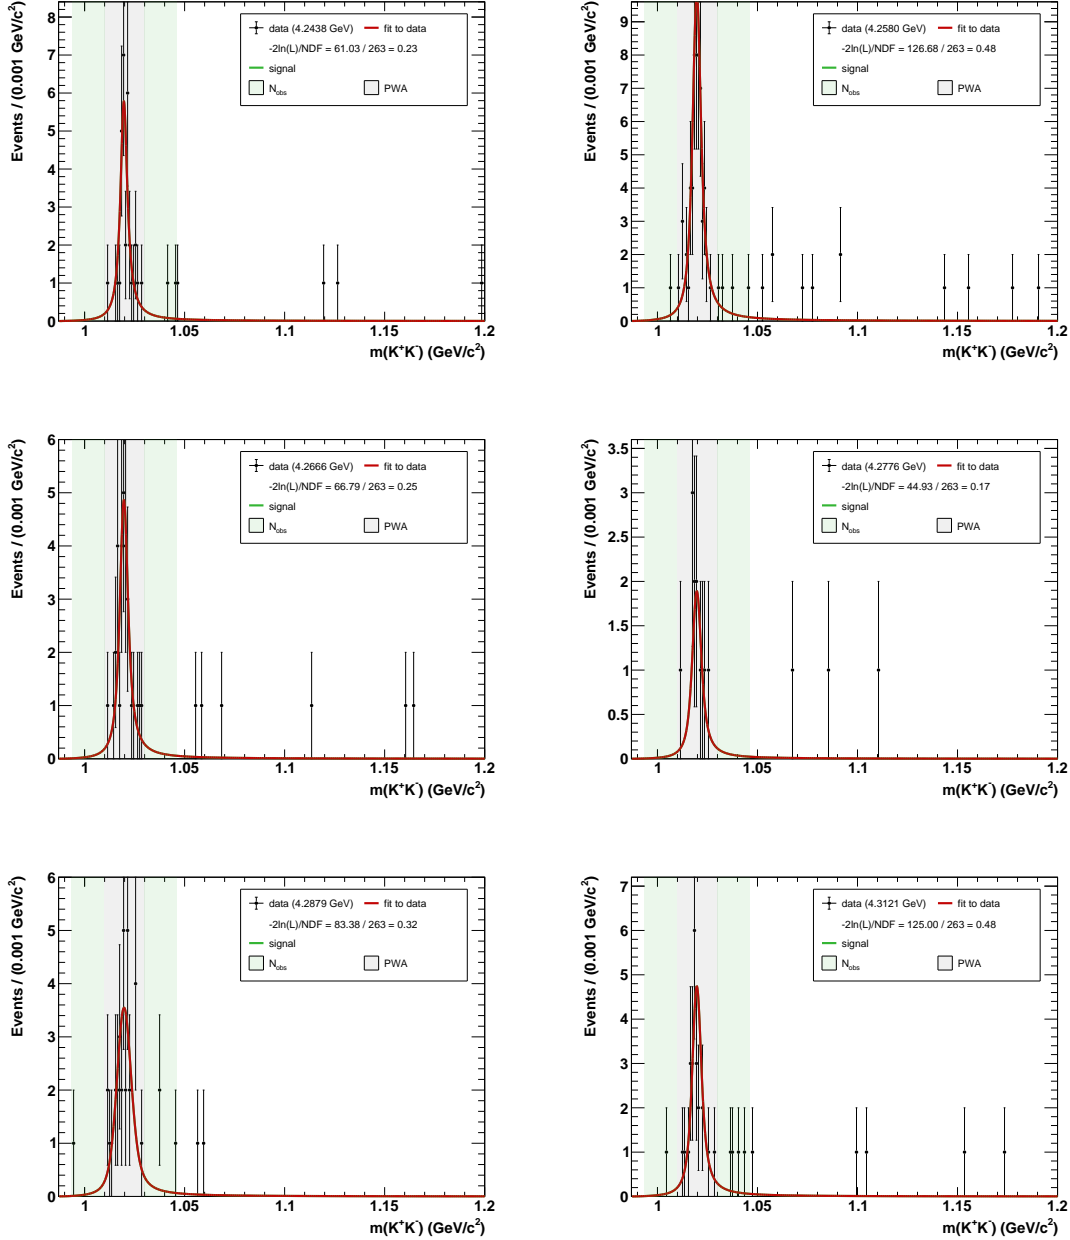 Events / (0.001 GeV/c²)
8
7
6
5
4
3
2
1
0
data (4.2438 GeV) fit to data
-2ln(L)/NDF = 61.03 / 263 = 0.23
signal
N_obs PWA
1 1.05 1.1 1.15 1.2
m(K⁺K⁻) (GeV/c²)
Events / (0.001 GeV/c²)
9
8
7
6
5
4
3
2
1
0
data (4.2580 GeV) fit to data
-2ln(L)/NDF = 126.68 / 263 = 0.48
signal
N_obs PWA
1 1.05 1.1 1.15 1.2
m(K⁺K⁻) (GeV/c²)
Events / (0.001 GeV/c²)
6
5
4
3
2
1
0
data (4.2666 GeV) fit to data
-2ln(L)/NDF = 66.79 / 263 = 0.25
signal
N_obs PWA
1 1.05 1.1 1.15 1.2
m(K⁺K⁻) (GeV/c²)
Events / (0.001 GeV/c²)
3.5
3
2.5
2
1.5
1
0.5
0
data (4.2776 GeV) fit to data
-2ln(L)/NDF = 44.93 / 263 = 0.17
signal
N_obs PWA
1 1.05 1.1 1.15 1.2
m(K⁺K⁻) (GeV/c²)
Events / (0.001 GeV/c²)
6
5
4
3
2
1
0
data (4.2879 GeV) fit to data
-2ln(L)/NDF = 83.38 / 263 = 0.32
signal
N_obs PWA
1 1.05 1.1 1.15 1.2
m(K⁺K⁻) (GeV/c²)
Events / (0.001 GeV/c²)
7
6
5
4
3
2
1
0
data (4.3121 GeV) fit to data
-2ln(L)/NDF = 125.00 / 263 = 0.48
signal
N_obs PWA
1 1.05 1.1 1.15 1.2
m(K⁺K⁻) (GeV/c²)